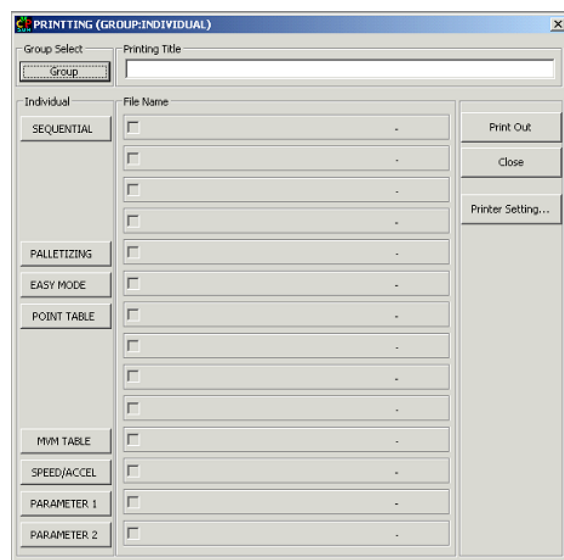 PRINTTING (GROUP:INDIVIDUAL)
Group Select
Printing Title
Group
Individual
File Name
SEQUENTIAL
-
Print Out
-
Close
-
Printer Setting...
-
PALLETIZING
-
EASY MODE
-
POINT TABLE
-
-
-
-
MVM TABLE
-
SPEED/ACCEL
-
PARAMETER 1
-
PARAMETER 2
-